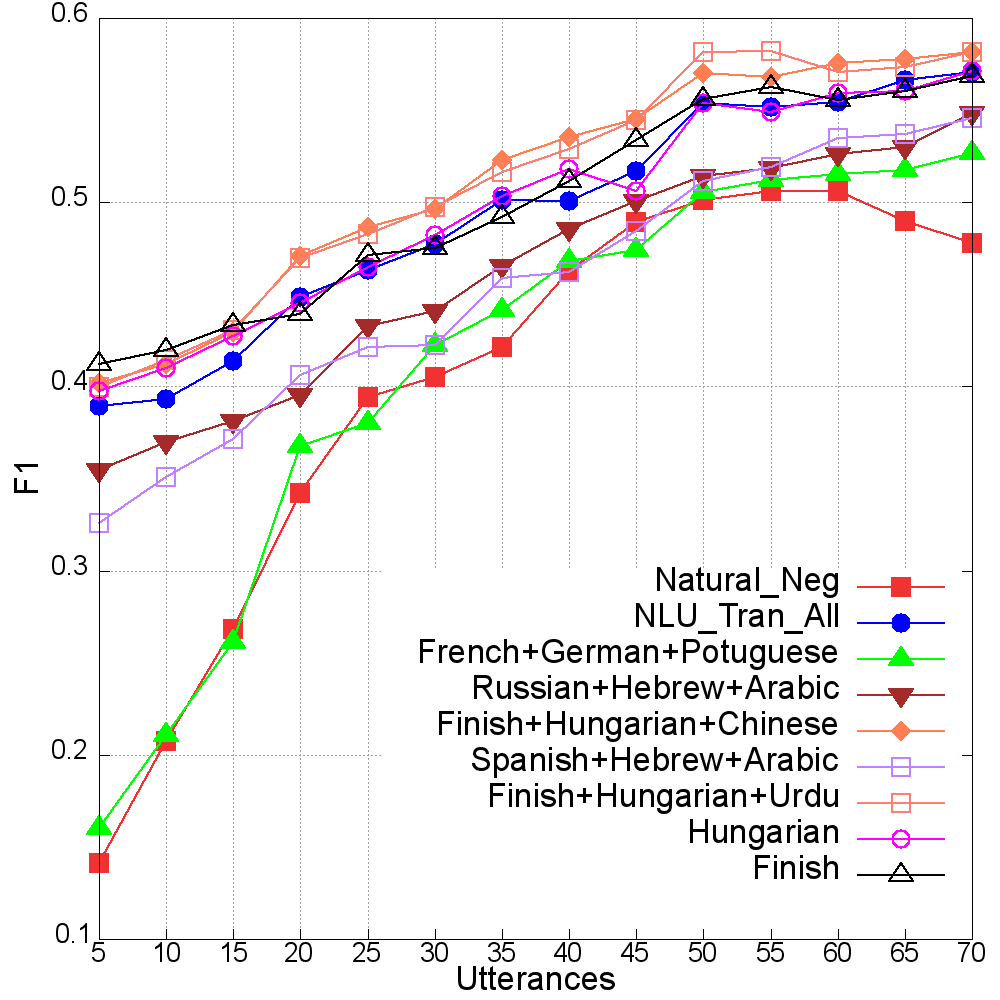 0.6
0.5
0.4
0.3
0.2
0.1
F1
5 10 15 20 25 30 35 40 45 50 55 60 65 70
Utterances
Natural_Neg
NLU_Tran_All
French+German+Potuguese
Russian+Hebrew+Arabic
Finish+Hungarian+Chinese
Spanish+Hebrew+Arabic
Finish+Hungarian+Urdu
Hungarian
Finish